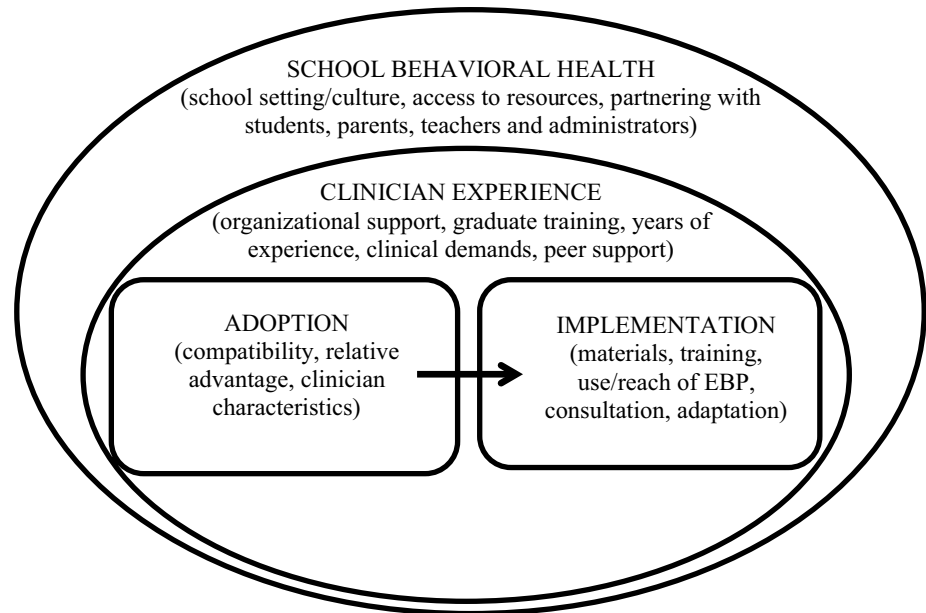 SCHOOL BEHAVIORAL HEALTH
(school setting/culture, access to resources, partnering with
students, parents, teachers and administrators)
CLINICIAN EXPERIENCE
(organizational support, graduate training, years of
experience, clinical demands, peer support)
ADOPTION
(compatibility, relative
advantage, clinician
characteristics)
IMPLEMENTATION
(materials, training,
use/reach of EBP,
consultation, adaptation)